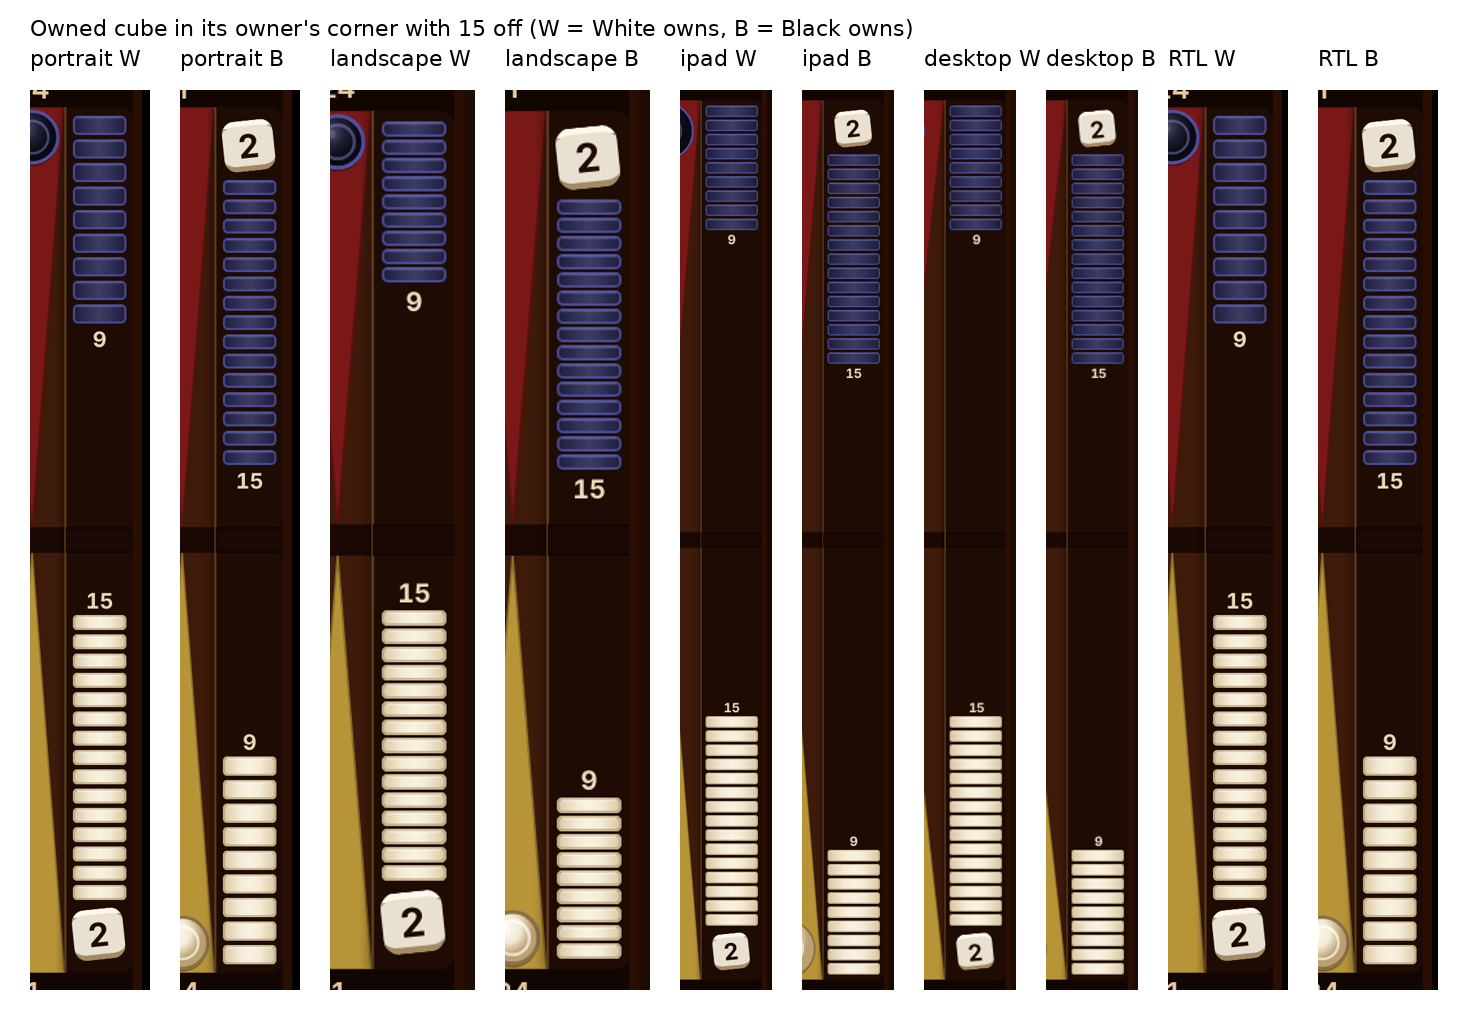 Owned cube in its owner's corner with 15 off (W = White owns, B = Black owns)
portrait W portrait B landscape W landscape B ipad W ipad B desktop W desktop B RTL W RTL B
2 2 2 2 2
9 9 9 9 9
15 15 15 15 15
15 15 15 15 15
9 9 9 9 9
2 2 2 2 2